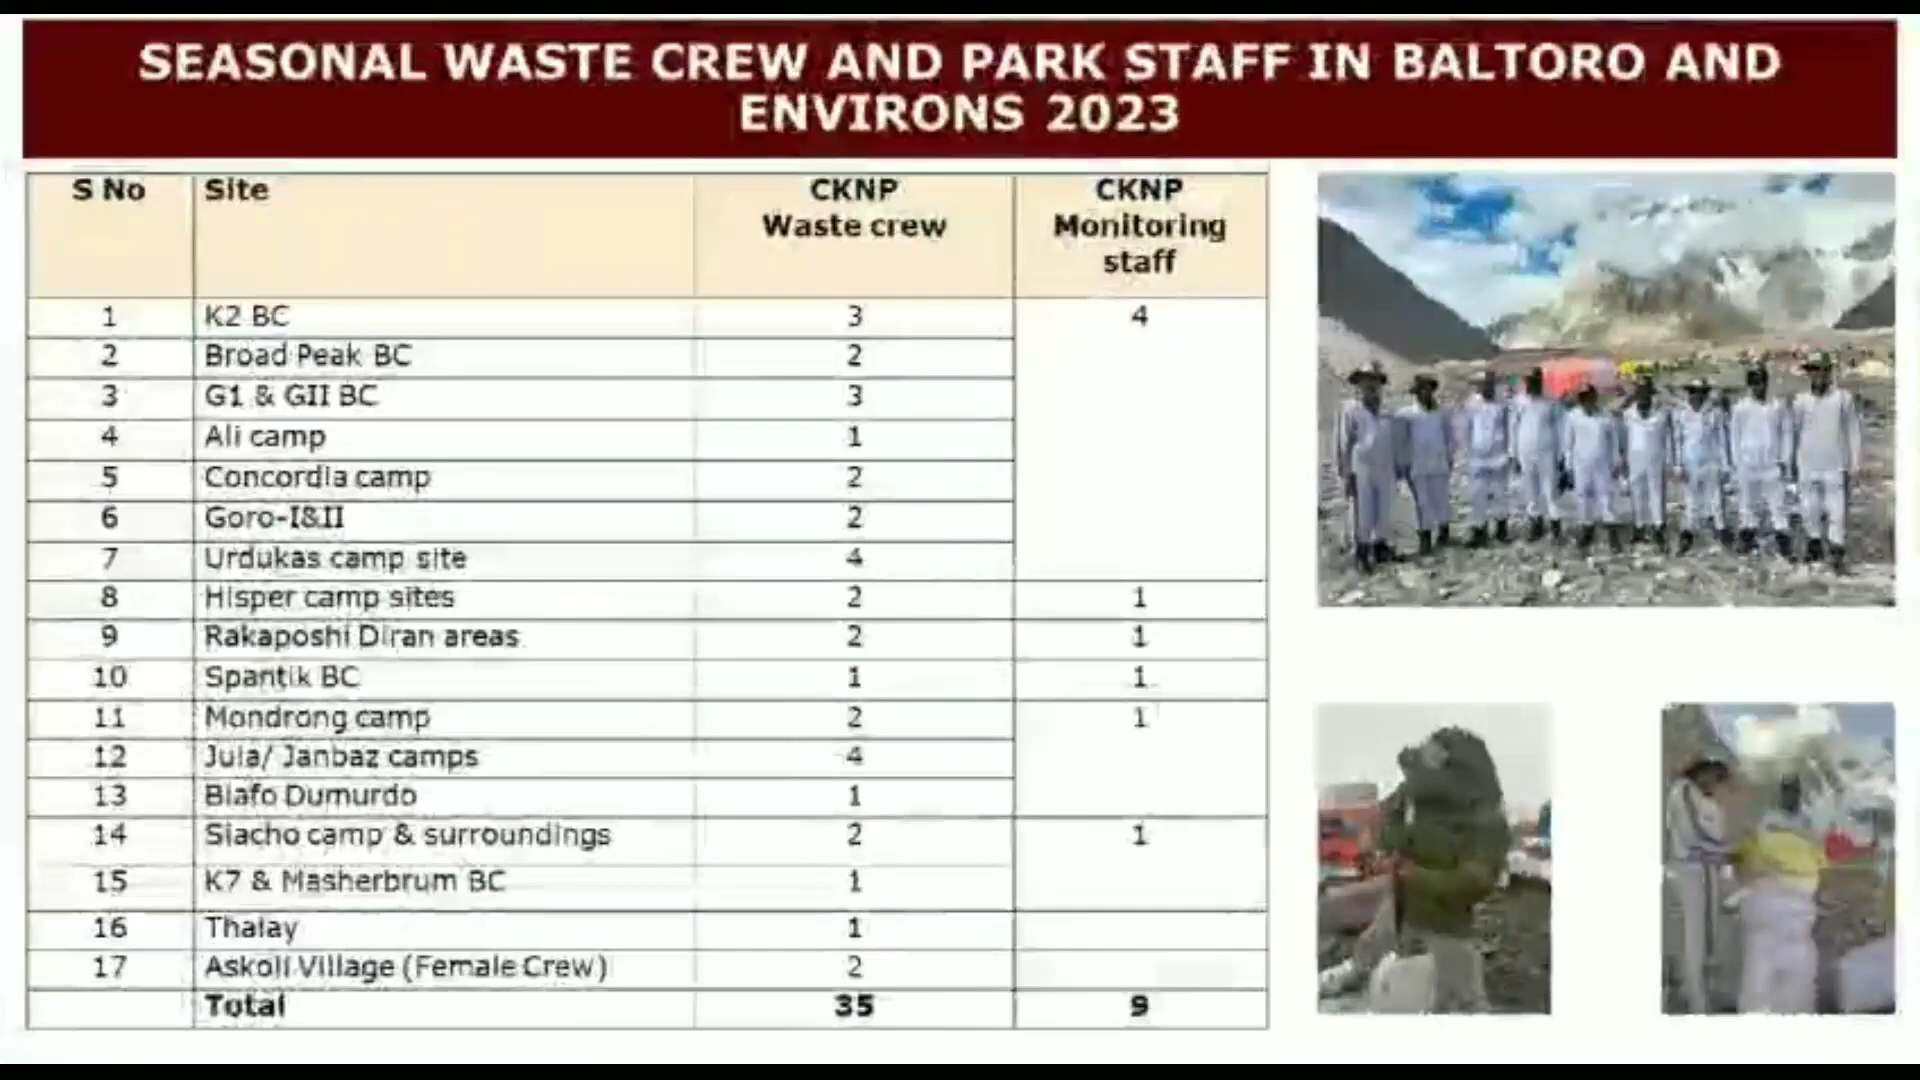 SEASONAL WASTE CREW AND PARK STAFF IN BALTORO AND
ENVIRONS 2023
S No Site CKNP Waste crew CKNP Monitoring staff
1 K2 BC 3 4
2 Broad Peak BC 2
3 G1 & GII BC 3
4 Ali camp 1
5 Concordia camp 2
6 Goro-I&II 2
7 Urdukas camp site 4
8 Hisper camp sites 2 1
9 Rakaposhi Diran areas 2 1
10 Spantik BC 1 1
11 Mondrong camp 2 1
12 Jula/ Janbaz camps 4
13 Biafo Dumurdo 1
14 Siacho camp & surroundings 2 1
15 K7 & Masherbrum BC 1
16 Thalay 1
17 Askoli Village (Female Crew) 2
Total 35 9